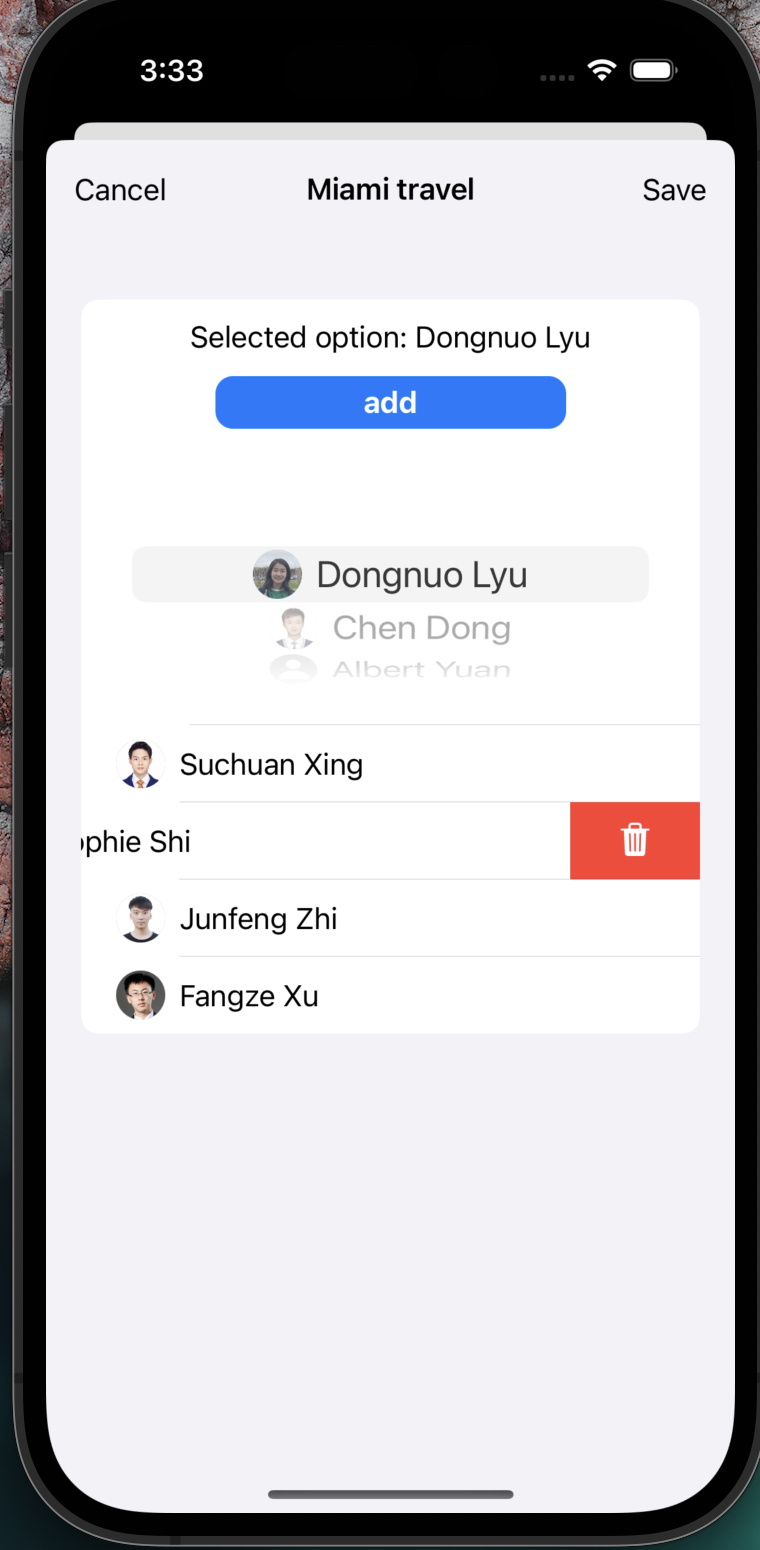 3:33
Cancel Miami travel Save
Selected option: Dongnuo Lyu
add
Dongnuo Lyu
Chen Dong
Albert Yuan
Suchuan Xing
phie Shi
Junfeng Zhi
Fangze Xu